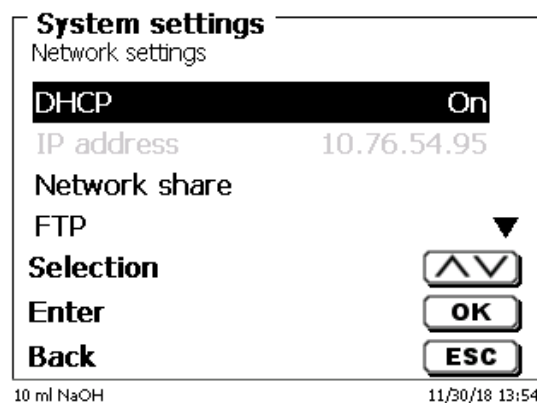 System settings
Network settings
DHCP On
IP address 10.76.54.95
Network share
FTP
Selection
Enter OK
Back ESC
10 ml NaOH 11/30/18 13:54